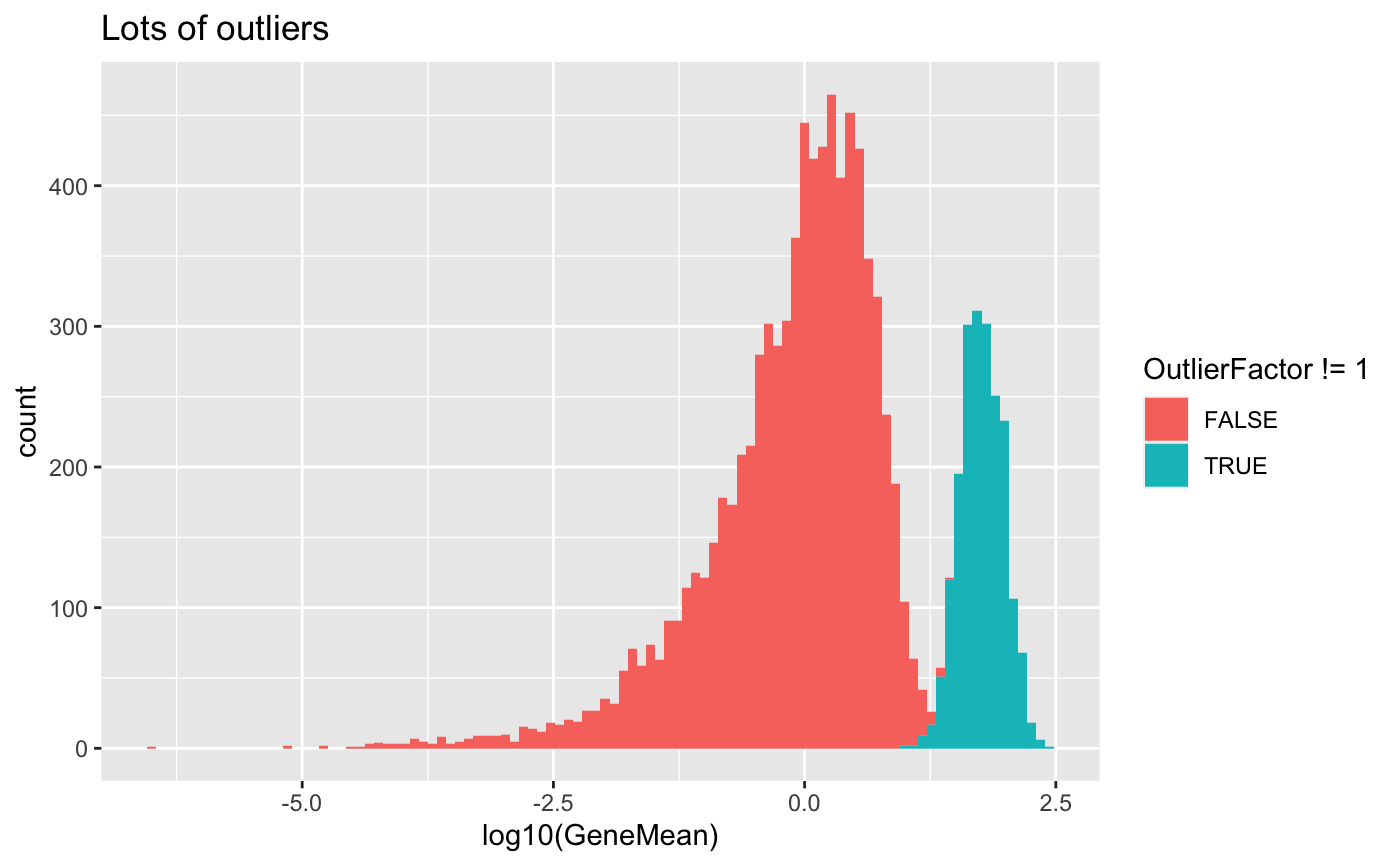 Lots of outliers
400
300
200
100
0
count
-5.0
-2.5
0.0
2.5
log10(GeneMean)
OutlierFactor != 1
FALSE
TRUE